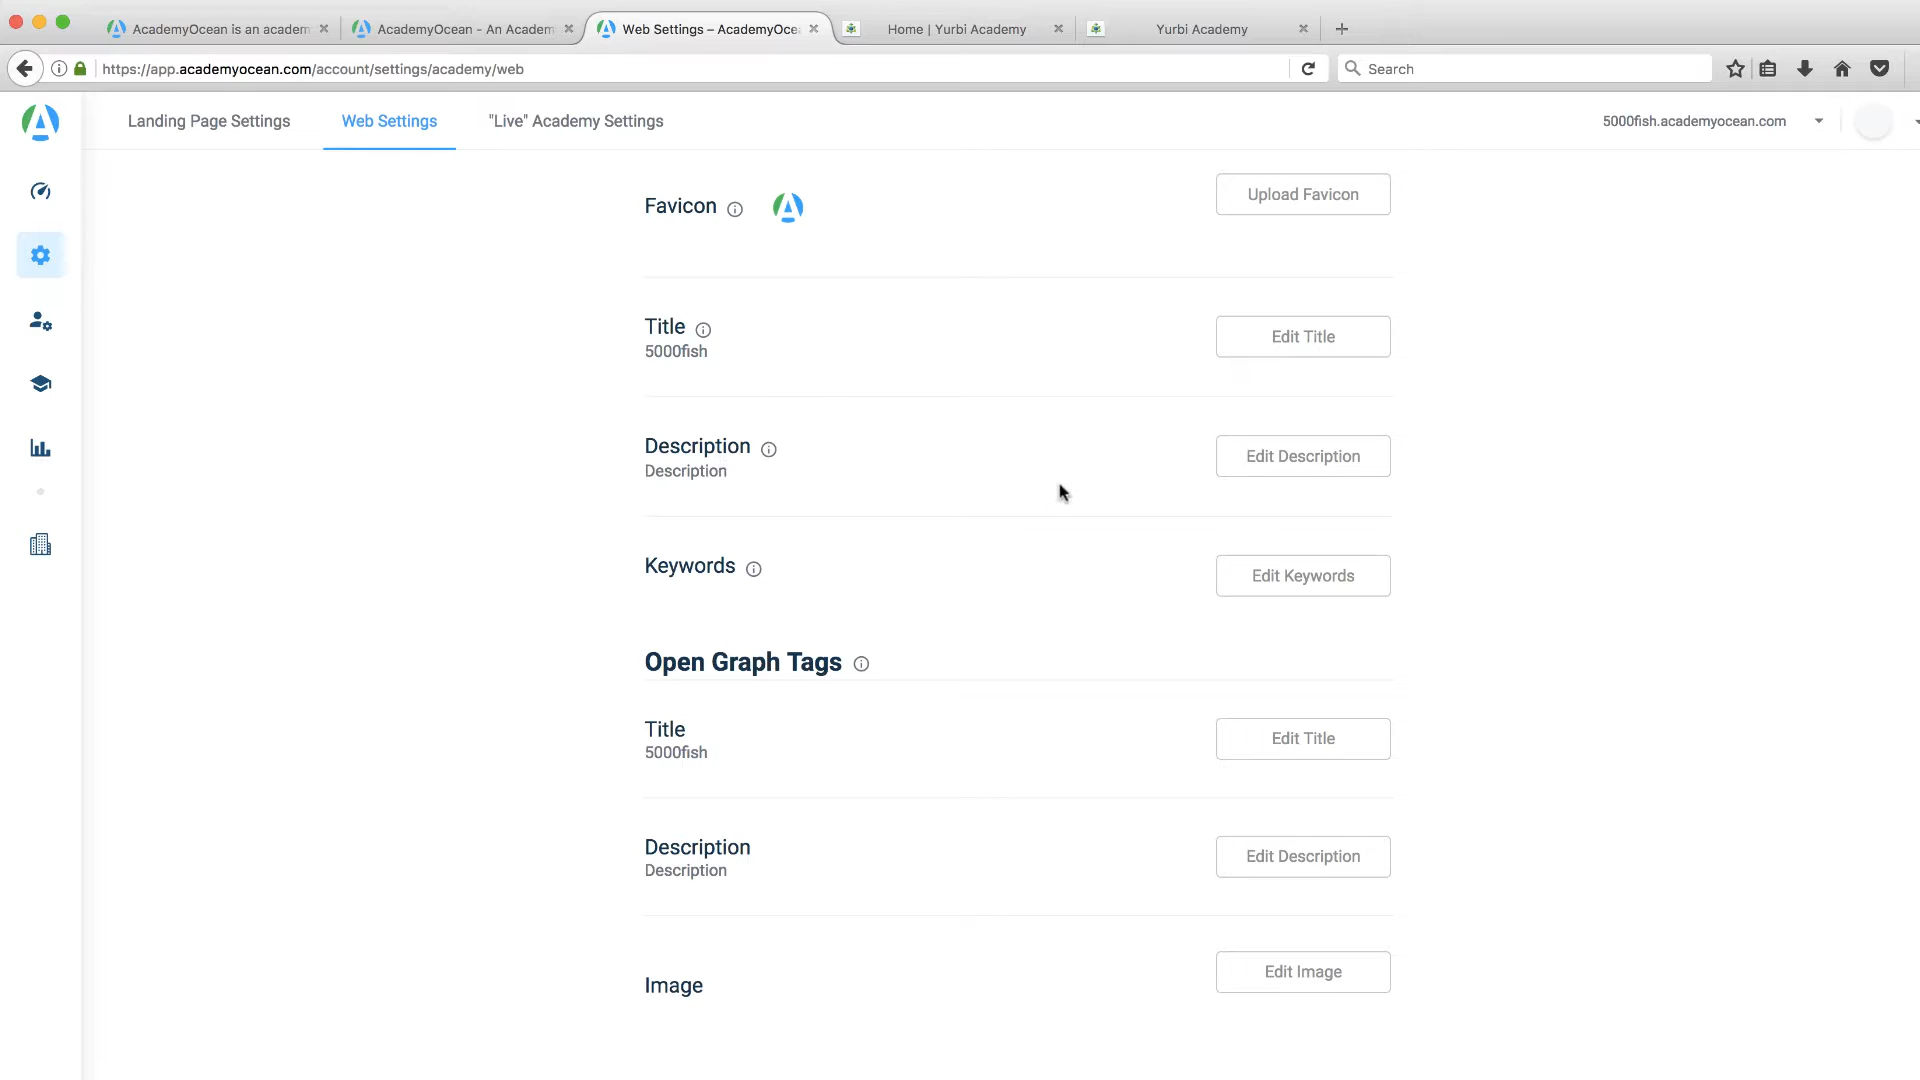 AcademyOcean is an academ
AcademyOcean - An Academ
Web Settings – AcademyOcea
Home | Yurbi Academy
Yurbi Academy
https://app.academyocean.com/account/settings/academy/web
Search
Landing Page Settings
Web Settings
"Live" Academy Settings
5000fish.academyocean.com
Favicon
Upload Favicon
Title
5000fish
Edit Title
Description
Description
Edit Description
Keywords
Edit Keywords
Open Graph Tags
Title
5000fish
Edit Title
Description
Description
Edit Description
Image
Edit Image